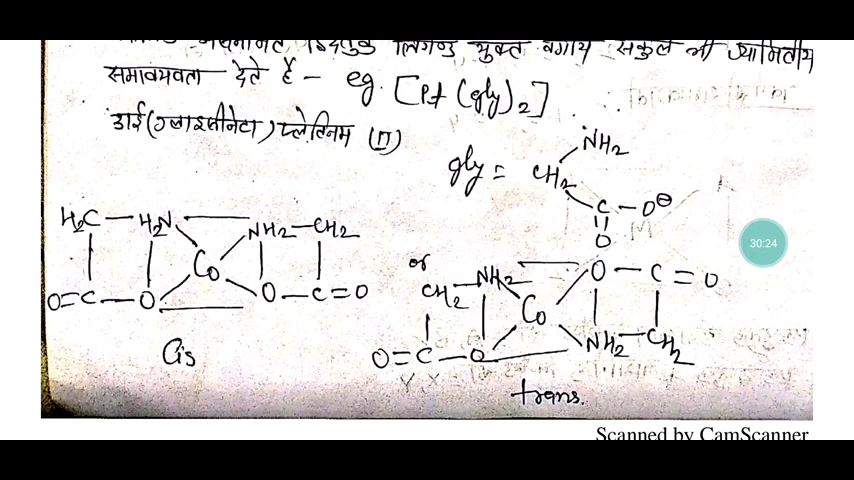 द्विदंतुक लिगेण्ड युक्त वर्गीय संकुल भी ज्यामितीय
समावयवता देते हैं - eg. [Pt (gly)2]
डाई(ग्लाइसीनेटा) प्लेटिनम (II)
gly =
NH2
CH2
C - O⊖
O
H2C - H2N NH2 - CH2
Co
O=C - O O - C = O
Cis
or
CH2 - NH2 O - C = O
Co
O=C - O NH2 - CH2
trans.
30:24
Scanned by CamScanner